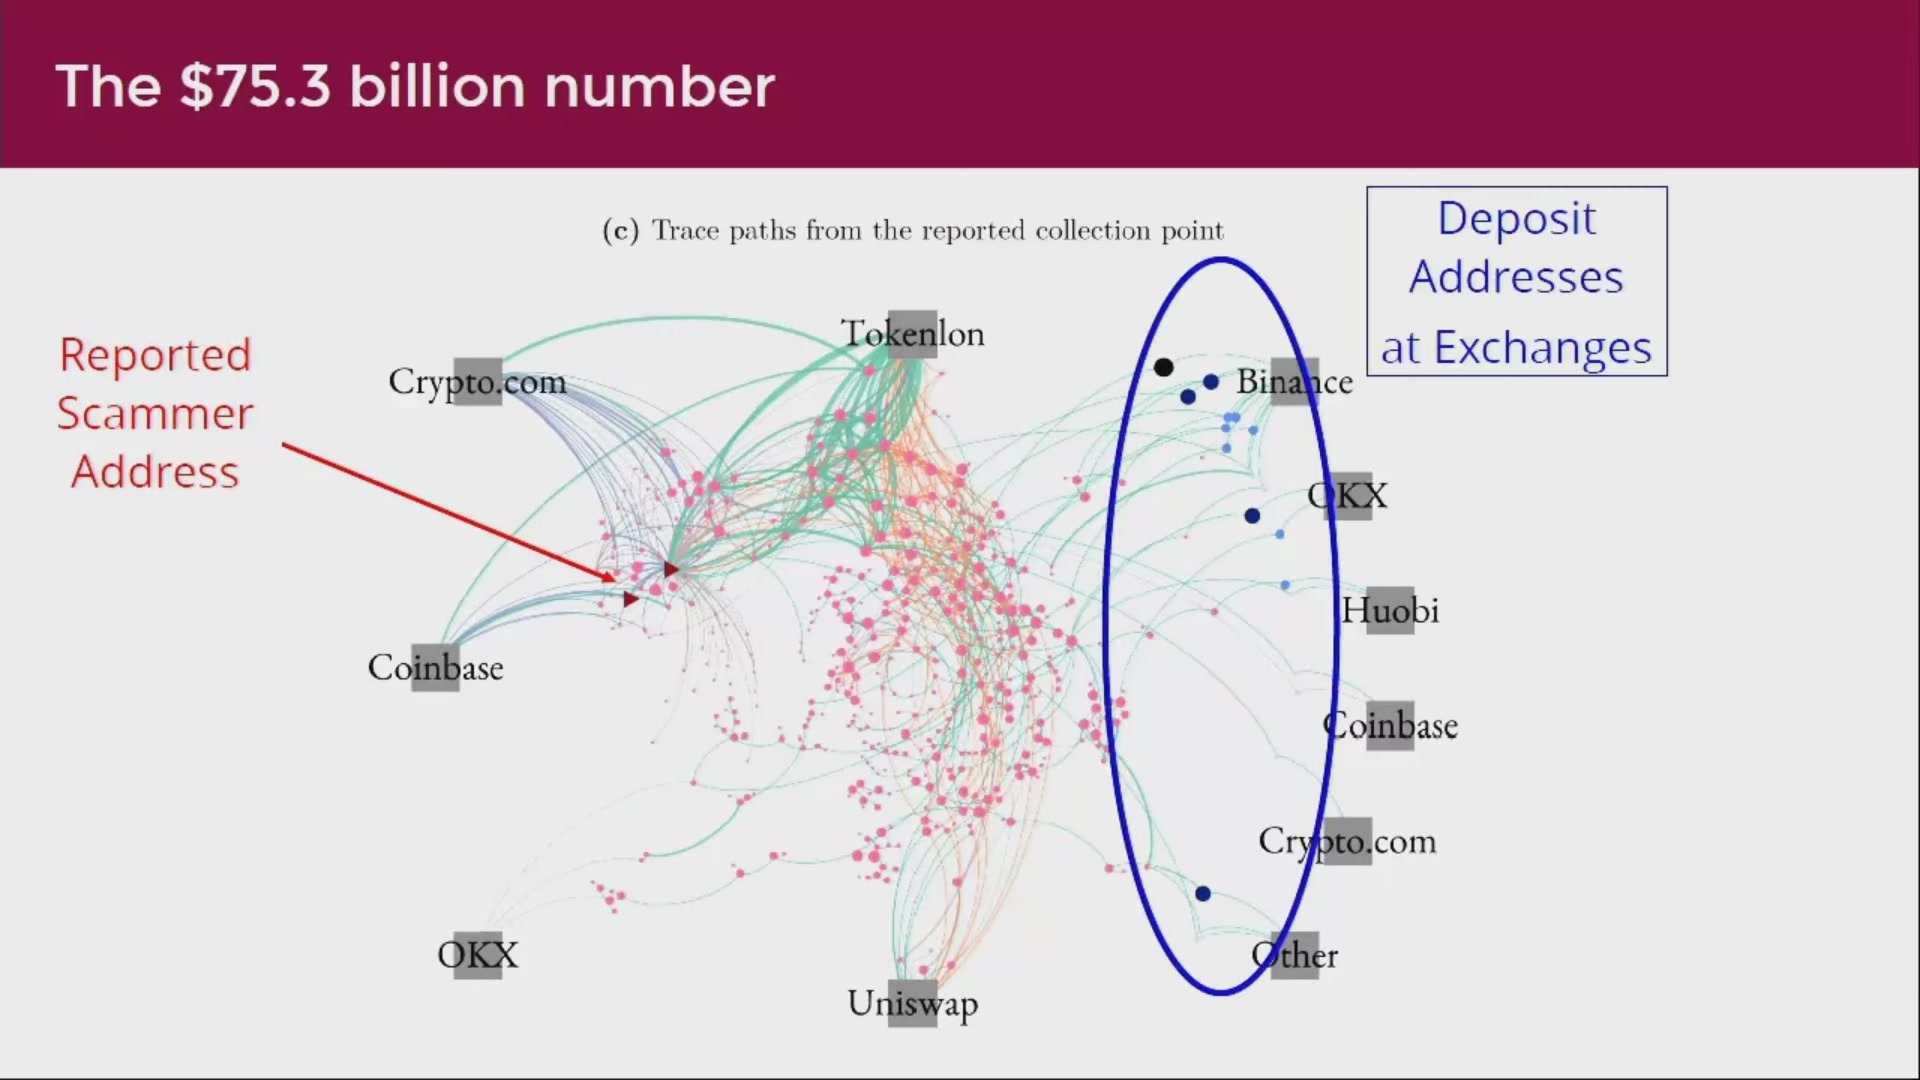 The $75.3 billion number
(c) Trace paths from the reported collection point
Deposit
Addresses
at Exchanges
Reported
Scammer
Address
Tokenlon
Crypto.com
Binance
OKX
Huobi
Coinbase
Coinbase
Crypto.com
OKX
Other
Uniswap